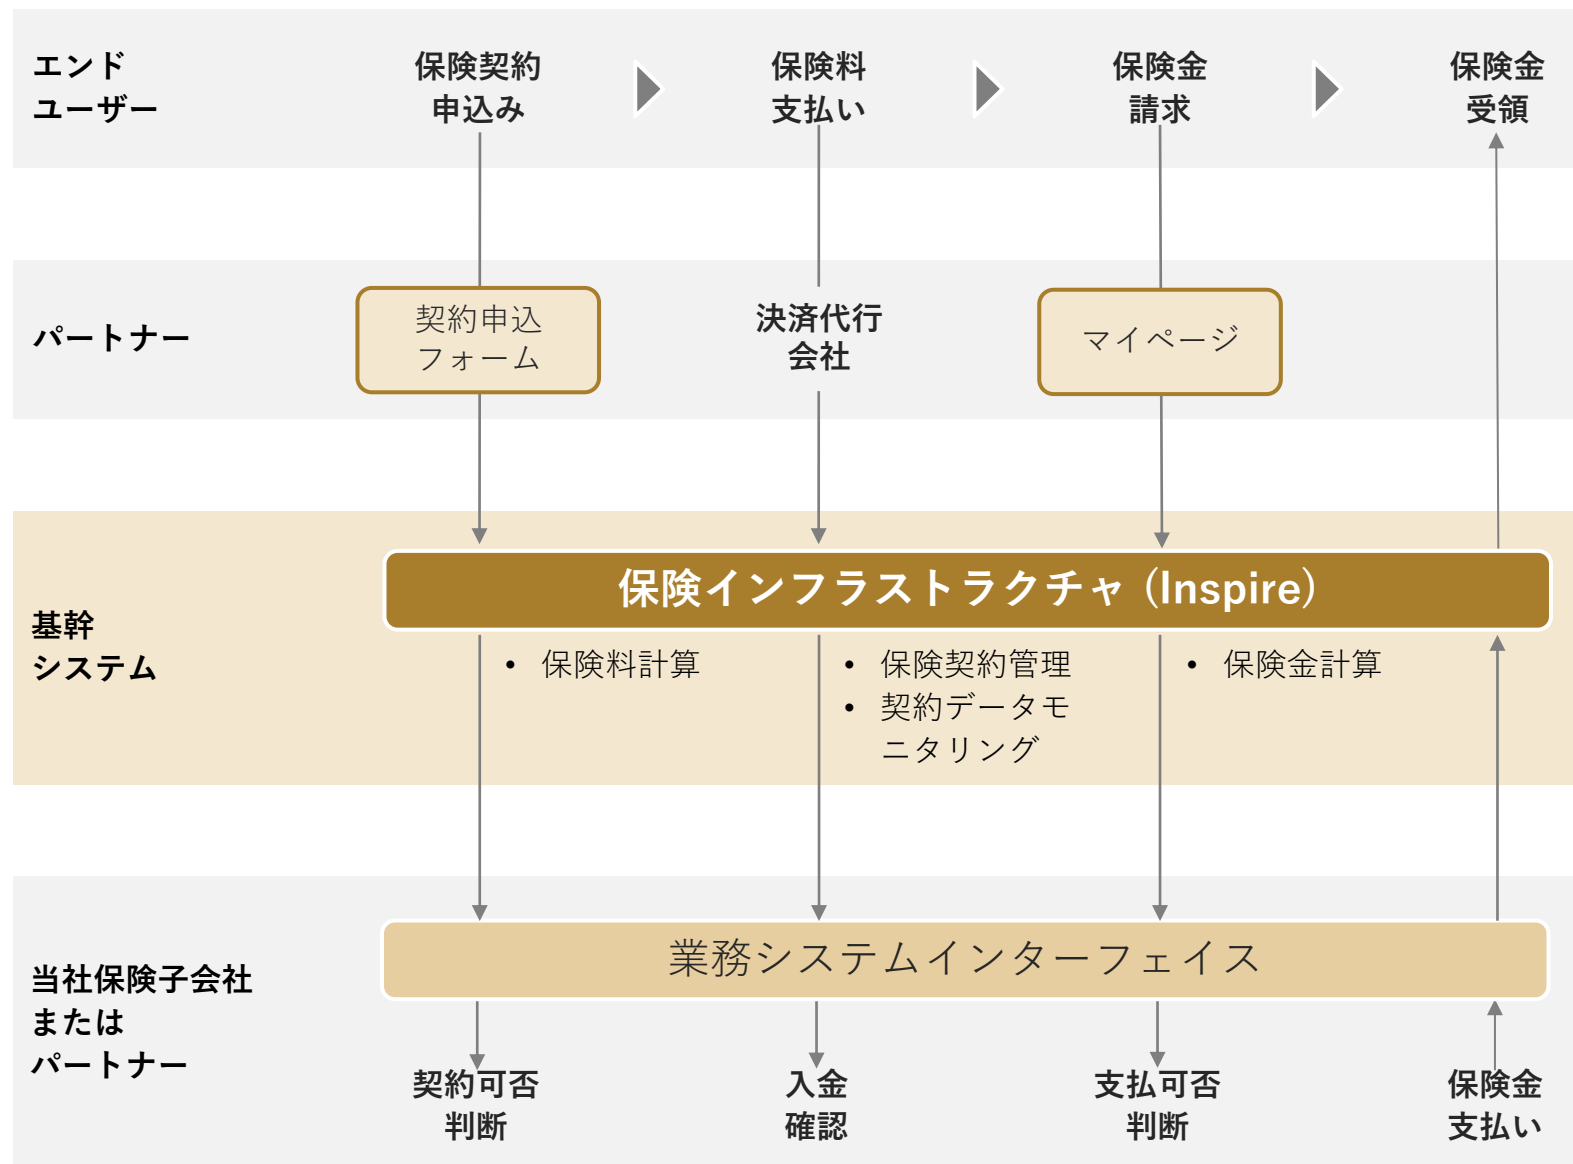 エンド
ユーザー
保険契約
申込み
保険料
支払い
保険金
請求
保険金
受領
パートナー
契約申込
フォーム
決済代行
会社
マイページ
基幹
システム
保険インフラストラクチャ (Inspire)
• 保険料計算
• 保険契約管理
• 契約データモ
ニタリング
• 保険金計算
当社保険子会社
または
パートナー
業務システムインターフェイス
契約可否
判断
入金
確認
支払可否
判断
保険金
支払い